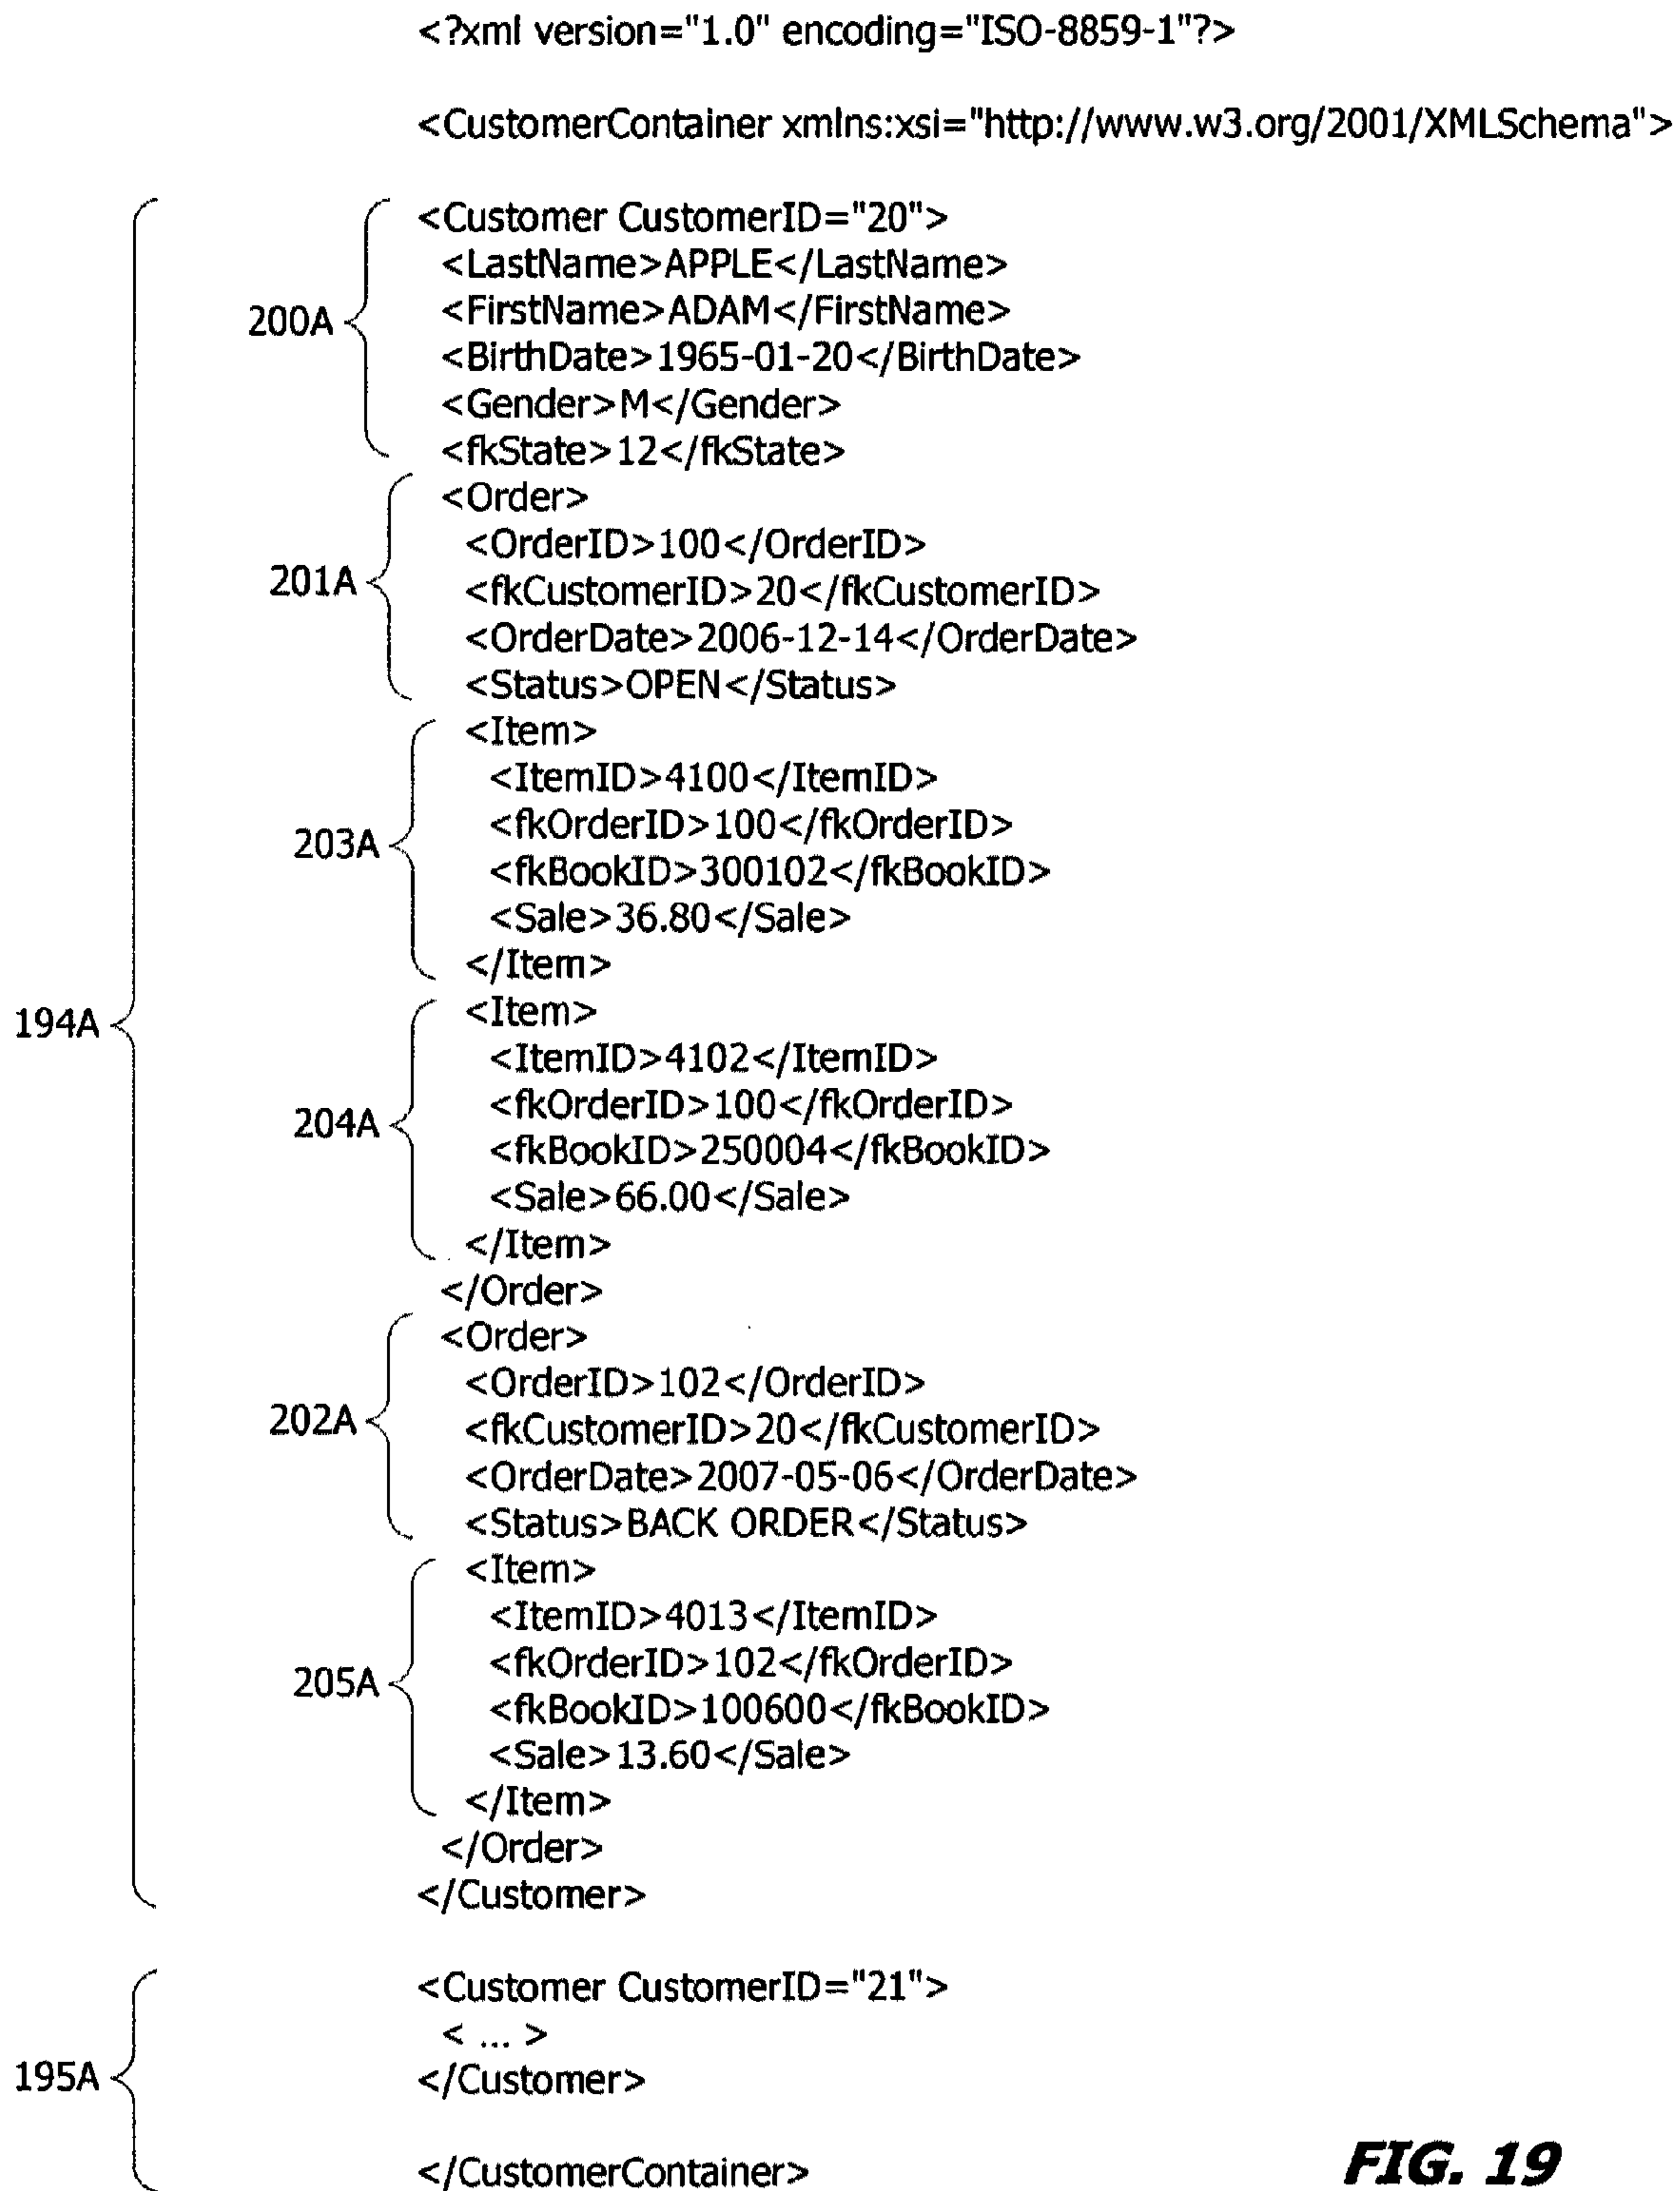 <?xml version="1.0" encoding="ISO-8859-1"?>
<CustomerContainer xmlns:xsi="http://www.w3.org/2001/XMLSchema">
<Customer CustomerID="20">
<LastName>APPLE</LastName>
200A <FirstName>ADAM</FirstName>
<BirthDate>1965-01-20</BirthDate>
<Gender>M</Gender>
<fkState>12</fkState>
<Order>
<OrderID>100</OrderID>
201A <fkCustomerID>20</fkCustomerID>
<OrderDate>2006-12-14</OrderDate>
<Status>OPEN</Status>
<Item>
<ItemID>4100</ItemID>
<fkOrderID>100</fkOrderID>
203A <fkBookID>300102</fkBookID>
<Sale>36.80</Sale>
</Item>
194A <Item>
<ItemID>4102</ItemID>
<fkOrderID>100</fkOrderID>
204A <fkBookID>250004</fkBookID>
<Sale>66.00</Sale>
</Item>
</Order>
<Order>
<OrderID>102</OrderID>
202A <fkCustomerID>20</fkCustomerID>
<OrderDate>2007-05-06</OrderDate>
<Status>BACK ORDER</Status>
<Item>
<ItemID>4013</ItemID>
<fkOrderID>102</fkOrderID>
205A <fkBookID>100600</fkBookID>
<Sale>13.60</Sale>
</Item>
</Order>
</Customer>
<Customer CustomerID="21">
< ... >
195A </Customer>
</CustomerContainer>
FIG. 19